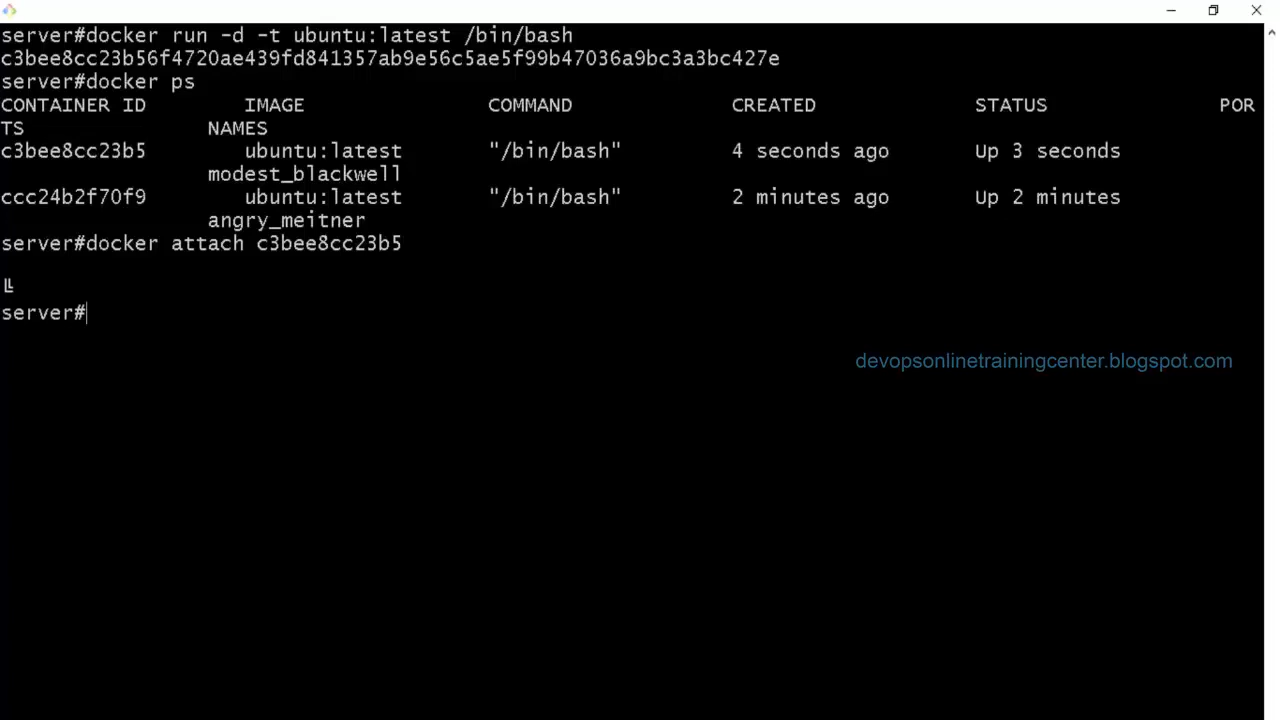 server#docker run -d -t ubuntu:latest /bin/bash
c3bee8cc23b56f4720ae439fd841357ab9e56c5ae5f99b47036a9bc3a3bc427e
server#docker ps
CONTAINER ID        IMAGE               COMMAND             CREATED             STATUS              POR
TS                 NAMES
c3bee8cc23b5        ubuntu:latest       "/bin/bash"         4 seconds ago       Up 3 seconds
                 modest_blackwell
ccc24b2f70f9        ubuntu:latest       "/bin/bash"         2 minutes ago       Up 2 minutes
                 angry_meitner
server#docker attach c3bee8cc23b5
╚
server#
devopsonlinetrainingcenter.blogspot.com